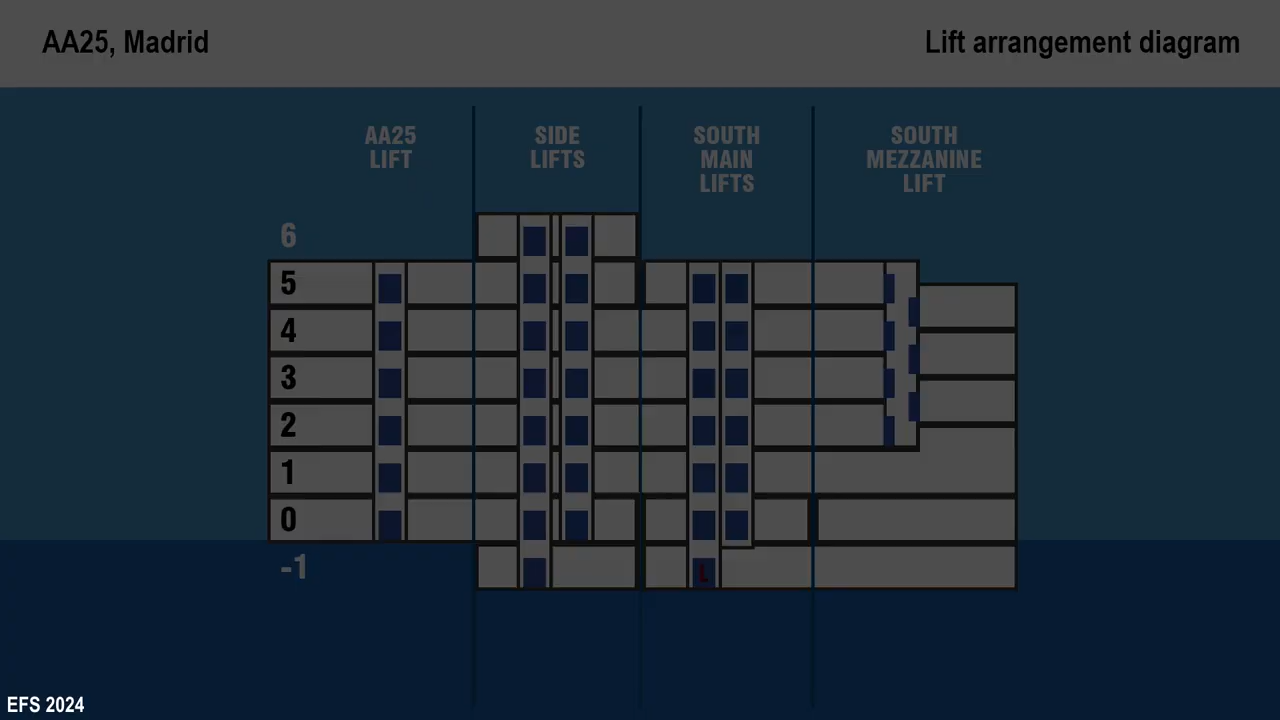 AA25, Madrid
Lift arrangement diagram
AA25
LIFT
SIDE
LIFTS
SOUTH
MAIN
LIFTS
SOUTH
MEZZANINE
LIFT
6
5
4
3
2
1
0
-1
L
EFS 2024